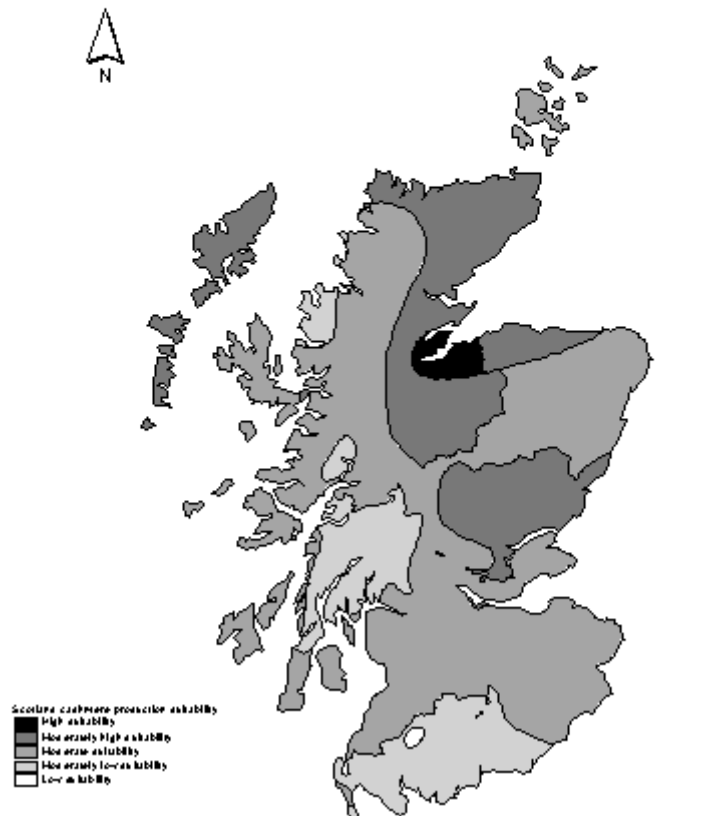 N
Scotland cashmere production suitability
High suitability
Moderately high suitability
Moderate suitability
Moderately low suitability
Low suitability